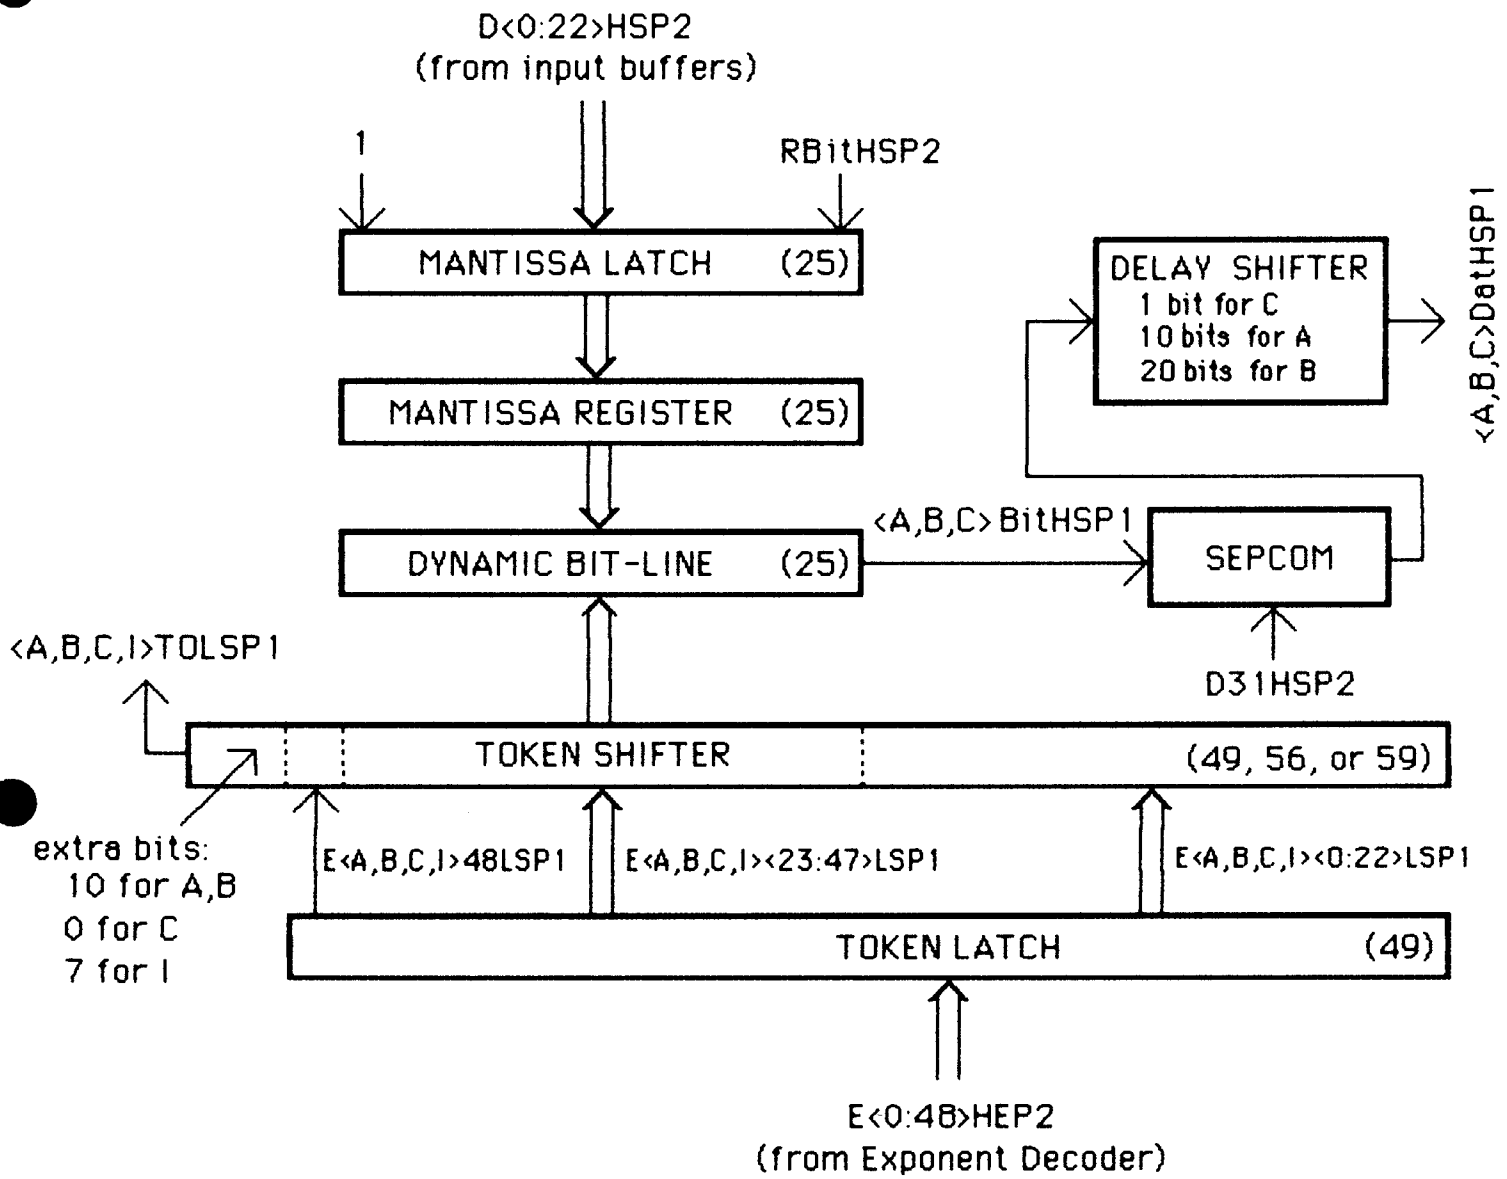 D<0:22>HSP2
(from input buffers)
1
RBitHSP2
MANTISSA LATCH (25)
DELAY SHIFTER
1 bit for C
10 bits for A
20 bits for B
<A,B,C>DatHSP1
MANTISSA REGISTER (25)
<A,B,C>BitHSP1
DYNAMIC BIT-LINE (25)
SEPCOM
<A,B,C,I>TOLSP1
D31HSP2
TOKEN SHIFTER (49, 56, or 59)
extra bits:
10 for A,B
0 for C
7 for I
E<A,B,C,I>48LSP1
E<A,B,C,I><23:47>LSP1
E<A,B,C,I><0:22>LSP1
TOKEN LATCH (49)
E<0:48>HEP2
(from Exponent Decoder)